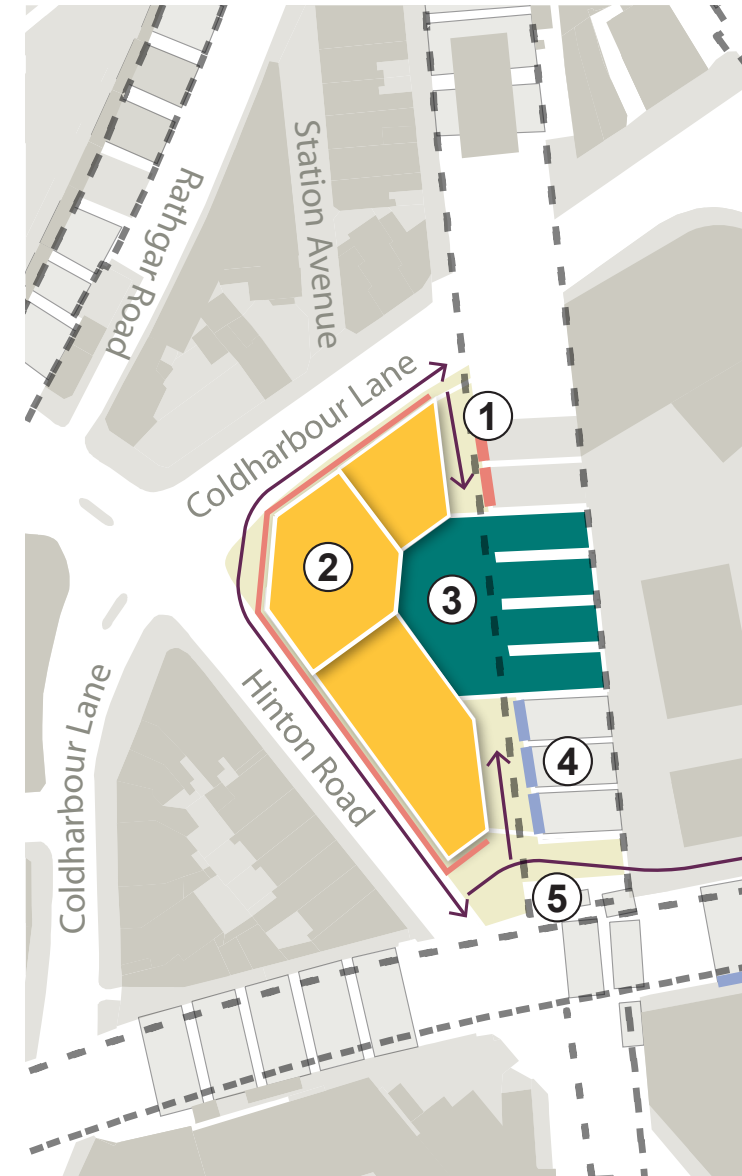 Station Avenue
Rathgar Road
Coldharbour Lane
1
2
3
Hinton Road
Coldharbour Lane
4
5